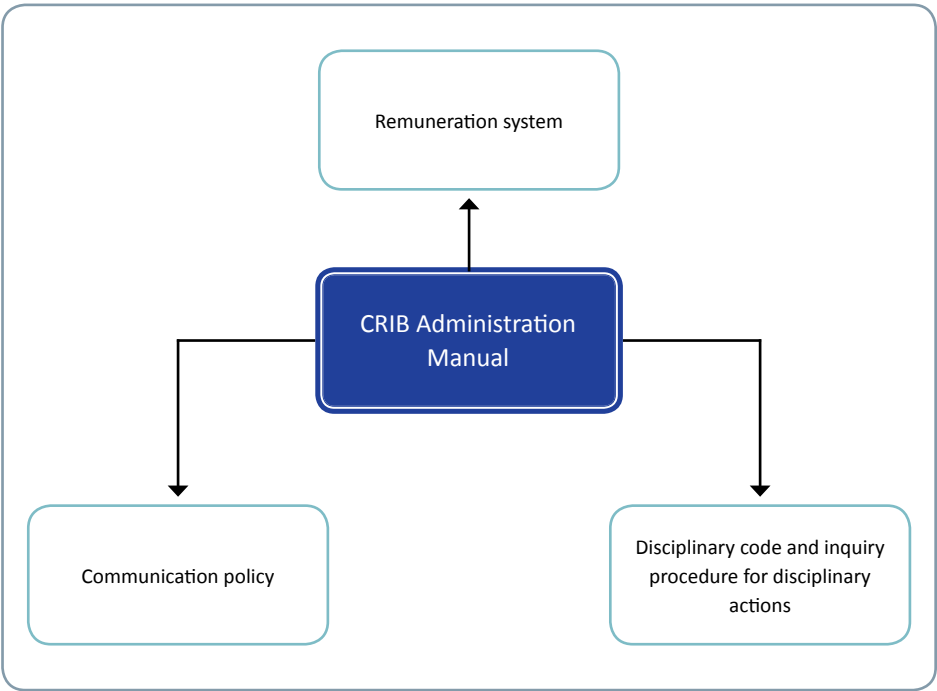 Remuneration system
CRIB Administration
Manual
Communication policy
Disciplinary code and inquiry
procedure for disciplinary
actions